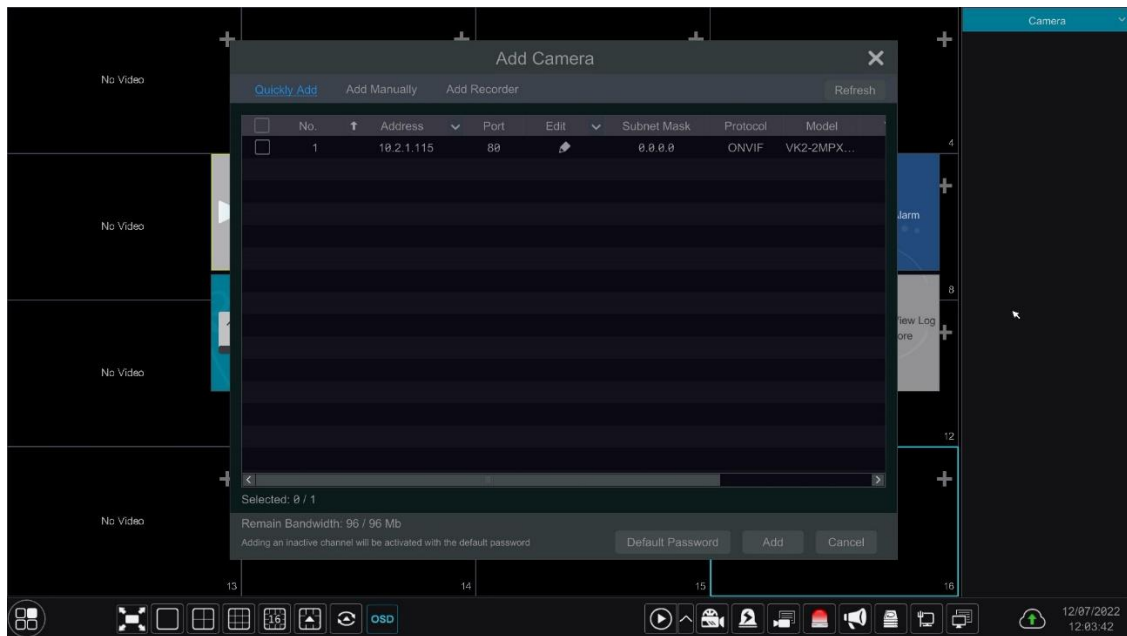 Camera
Add Camera
No Video
Quickly Add Add Manually Add Recorder Refresh
No. Address Port Edit Subnet Mask Protocol Model
1 10.2.1.115 80 0.0.0.0 ONVIF VK2-2MPX...
4
No Video
larm
8
iew Log
ore
No Video
12
Selected: 0 / 1
No Video
Remain Bandwidth: 96 / 96 Mb
Adding an inactive channel will be activated with the default password
Default Password Add Cancel
13 14 15 16
16 OSD
12/07/2022
12:03:42